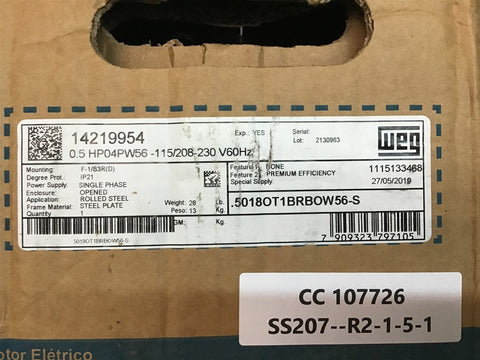 14219954
0.5 HP04PW56 -115/208-230 V60Hz
Exp: YES
Serial:
Lot: 2130963
WEG
Mounting: F-1/B3R(D)
Degree Prot.: IP21
Power Supply: SINGLE PHASE
Enclosure: OPENED
Application: ROLLED STEEL
Frame Material: STEEL PLATE
Quantity 1
Weight: 28 Lb.
Peso: 13 Kg.
Feature 1: NONE
Feature 2: PREMIUM EFFICIENCY
Special Supply:
1115133468
27/05/2019
.5018OT1BRBOW56-S
.5018OT1BRBOW56-S
7 909323 797105
CC 107726
SS207--R2-1-5-1
otor Elétrico